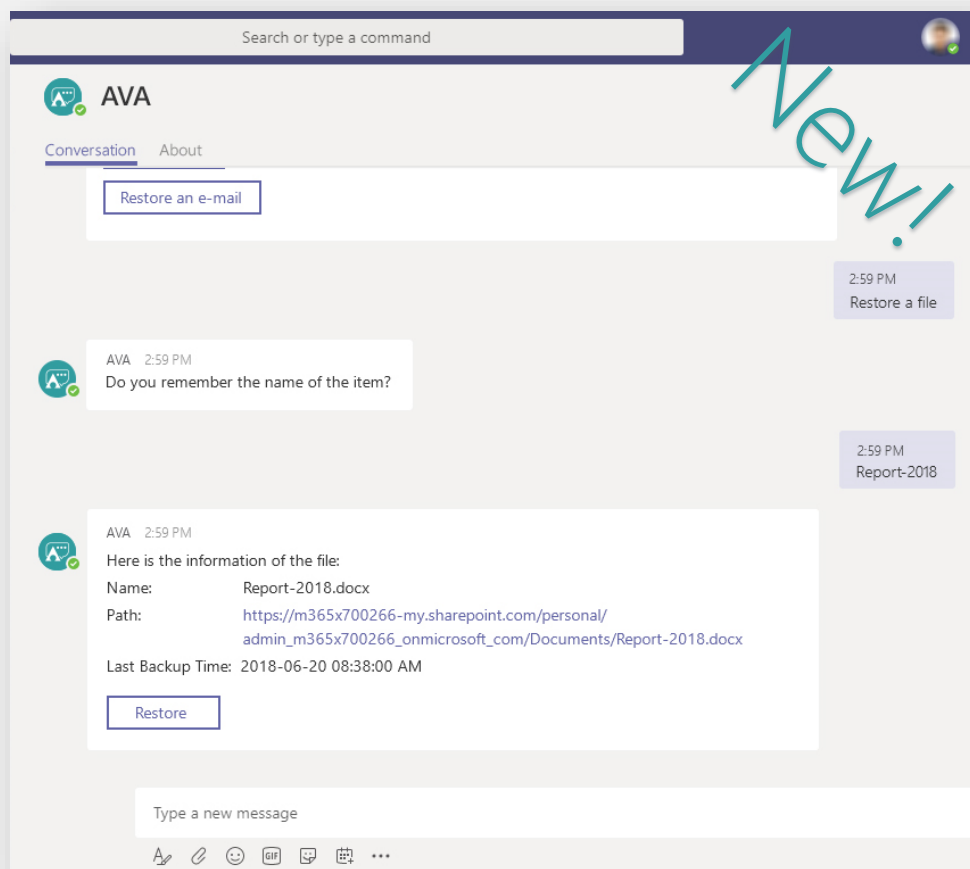 Search or type a command
New!
AVA
Conversation About
Restore an e-mail
2:59 PM
Restore a file
AVA 2:59 PM
Do you remember the name of the item?
2:59 PM
Report-2018
AVA 2:59 PM
Here is the information of the file:
Name: Report-2018.docx
Path: https://m365x700266-my.sharepoint.com/personal/
admin_m365x700266_onmicrosoft_com/Documents/Report-2018.docx
Last Backup Time: 2018-06-20 08:38:00 AM
Restore
Type a new message
GIF